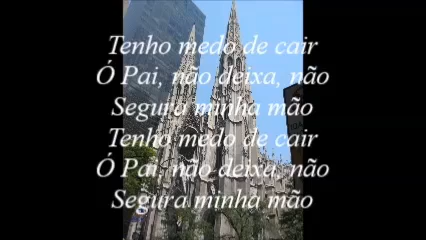 Tenho medo de cair
Ó Pai, não deixa, não
Segura minha mão
Tenho medo de cair
Ó Pai, não deixa, não
Segura minha mão